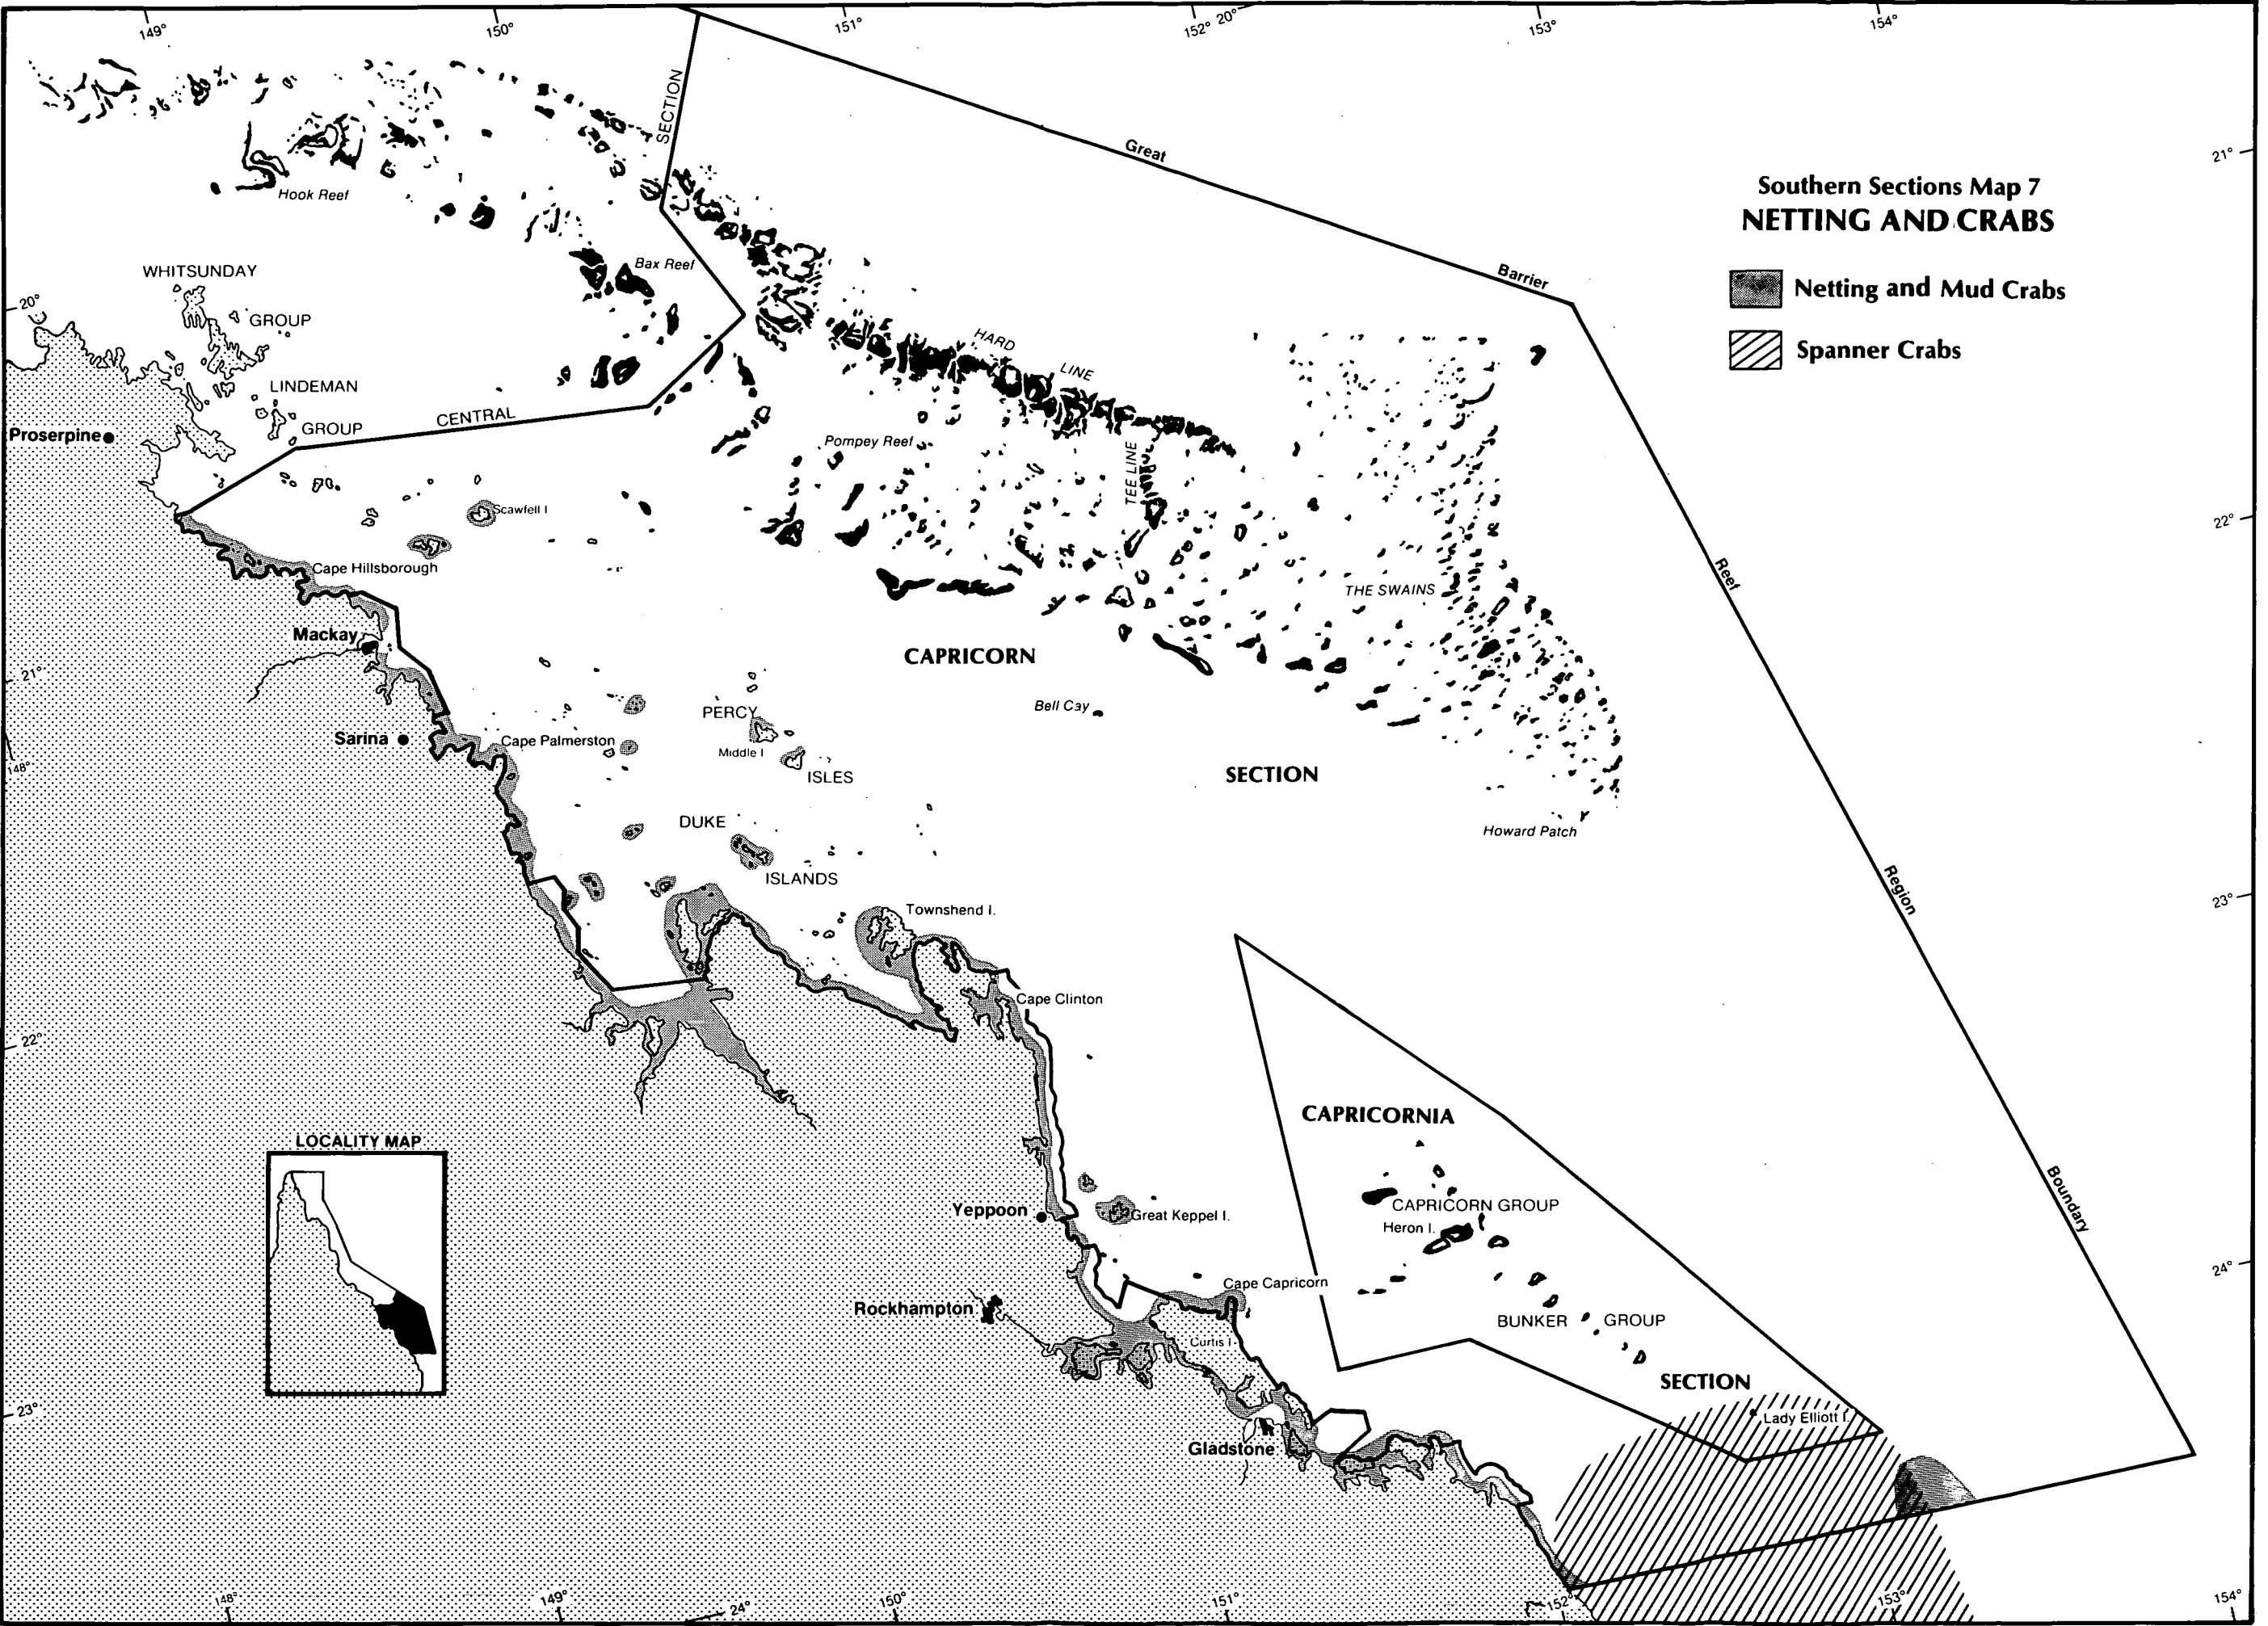 149°
150°
151°
152°
20°
153°
154°
SECTION
Great
21°
Southern Sections Map 7
NETTING AND CRABS
Hook Reef
Bax Reef
Barrier
WHITSUNDAY
GROUP
20°
Netting and Mud Crabs
HARD
LINE
Spanner Crabs
LINDEMAN
GROUP
CENTRAL
Proserpine
Pompey Reef
TEE LINE
Scawfell I
22°
Cape Hillsborough
Reef
THE SWAINS
Mackay
CAPRICORN
21°
PERCY
Bell Cay
Sarina
Cape Palmerston
Middle I
ISLES
148°
SECTION
DUKE
Howard Patch
ISLANDS
Region
23°
Townshend I.
Cape Clinton
22°
CAPRICORNIA
LOCALITY MAP
Boundary
Yeppoon
Great Keppel I.
CAPRICORN GROUP
Heron I.
24°
Cape Capricorn
Rockhampton
BUNKER GROUP
Curtis I.
SECTION
23°
Lady Elliott I.
Gladstone
148°
149°
24°
150°
151°
152°
153°
154°